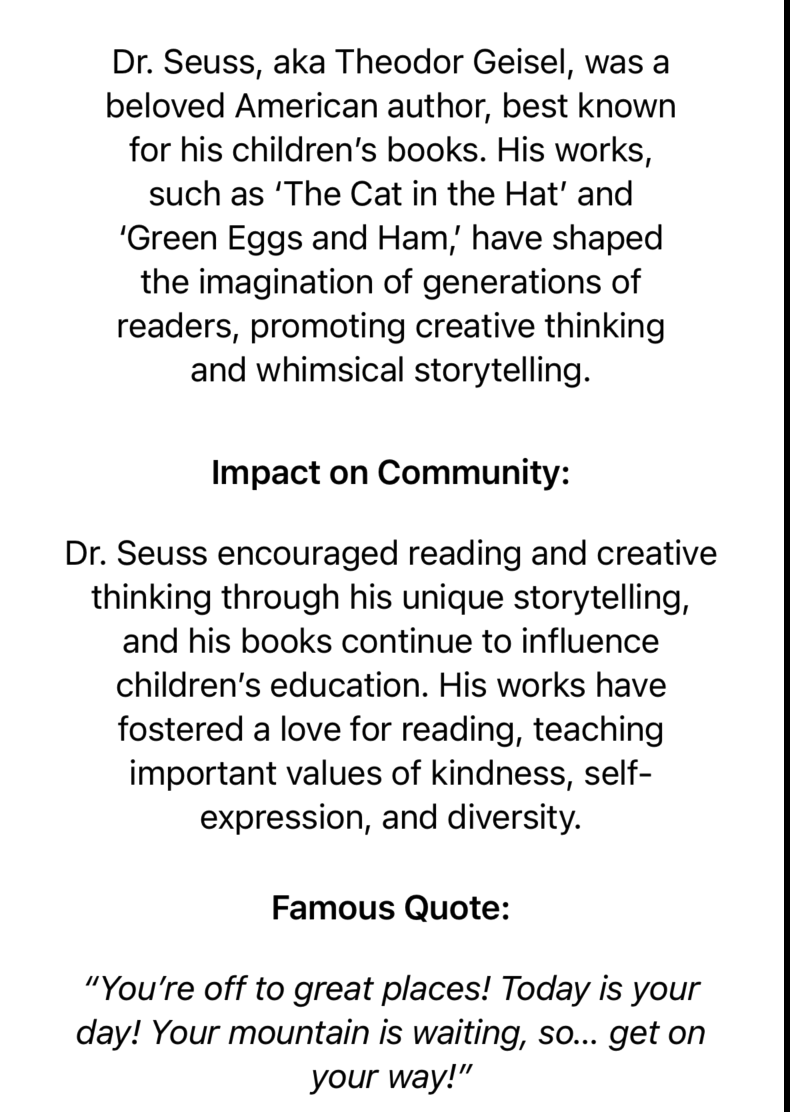 Dr. Seuss, aka Theodor Geisel, was a
beloved American author, best known
for his children’s books. His works,
such as ‘The Cat in the Hat’ and
‘Green Eggs and Ham,’ have shaped
the imagination of generations of
readers, promoting creative thinking
and whimsical storytelling.
Impact on Community:
Dr. Seuss encouraged reading and creative
thinking through his unique storytelling,
and his books continue to influence
children’s education. His works have
fostered a love for reading, teaching
important values of kindness, self-
expression, and diversity.
Famous Quote:
“You’re off to great places! Today is your
day! Your mountain is waiting, so... get on
your way!”